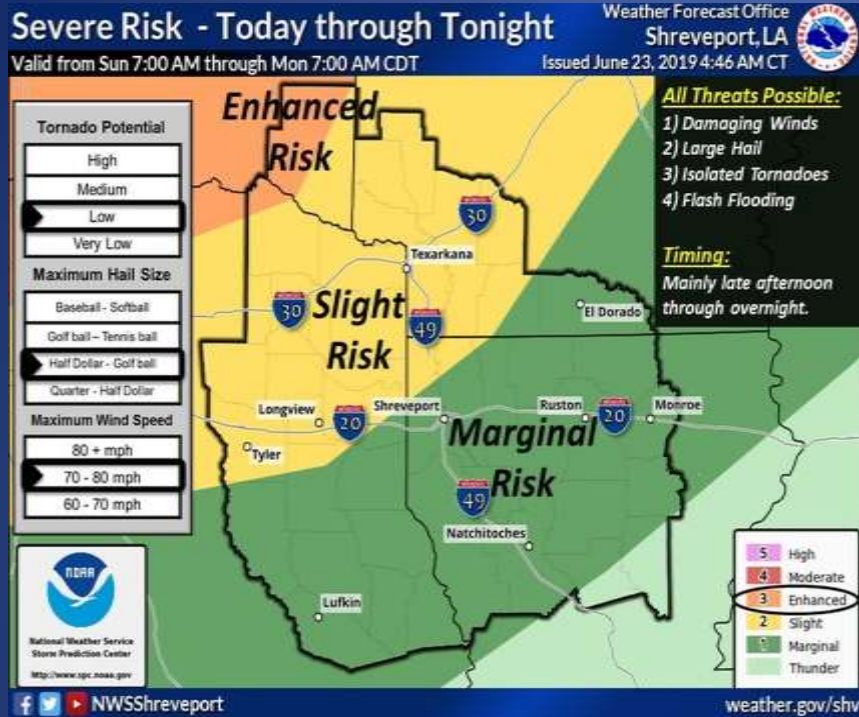 Severe Risk - Today through Tonight
Weather Forecast Office
Shreveport, LA
Valid from Sun 7:00 AM through Mon 7:00 AM CDT
Issued June 23, 2019 4:46 AM CT
Tornado Potential
High
Medium
Low
Very Low
Maximum Hail Size
Baseball - Softball
Golf ball - Tennis ball
Half Dollar - Golf ball
Quarter - Half Dollar
Maximum Wind Speed
80 + mph
70 - 80 mph
60 - 70 mph
Enhanced
Risk
All Threats Possible:
1) Damaging Winds
2) Large Hail
3) Isolated Tornadoes
4) Flash Flooding
Timing:
Mainly late afternoon
through overnight.
30
Texarkana
30
Slight
Risk
49
El Dorado
Longview
20
Shreveport
Ruston
20
Monroe
Tyler
Marginal
Risk
49
Natchitoches
Lufkin
NOAA
National Weather Service
Storm Prediction Center
http://www.spc.noaa.gov
5 High
4 Moderate
3 Enhanced
2 Slight
1 Marginal
Thunder
NWSShreveport
weather.gov/shv